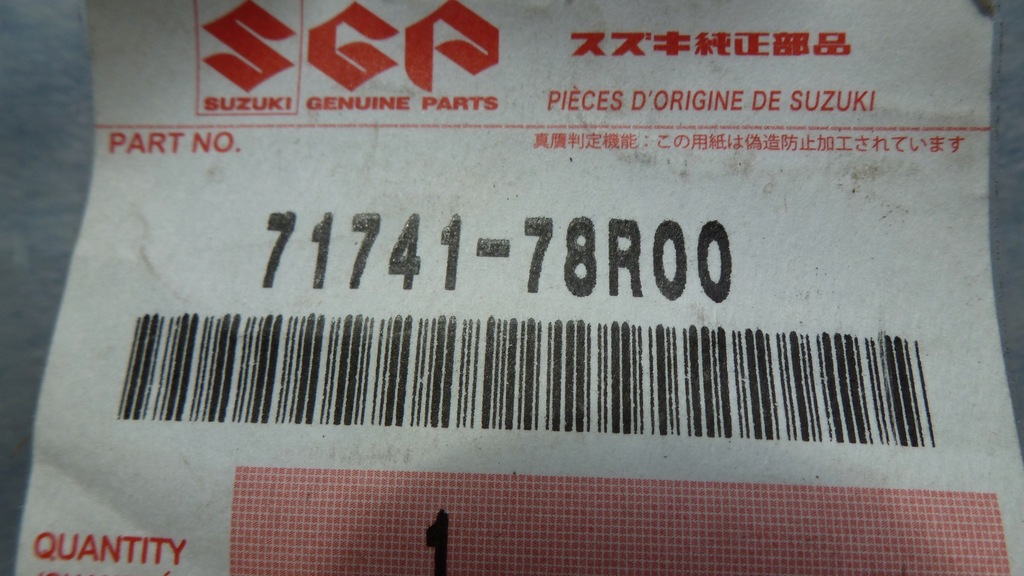 SGP
スズキ純正部品
SUZUKI GENUINE PARTS
PIÈCES D'ORIGINE DE SUZUKI
PART NO.
真贋判定機能：この用紙は偽造防止加工されています
71741-78R00
QUANTITY
1